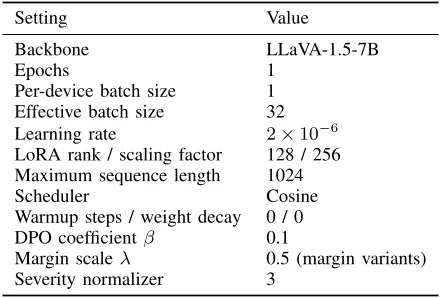 Setting Value
Backbone LLaVA-1.5-7B
Epochs 1
Per-device batch size 1
Effective batch size 32
Learning rate 2 × 10⁻⁶
LoRA rank / scaling factor 128 / 256
Maximum sequence length 1024
Scheduler Cosine
Warmup steps / weight decay 0 / 0
DPO coefficient β 0.1
Margin scale λ 0.5 (margin variants)
Severity normalizer 3